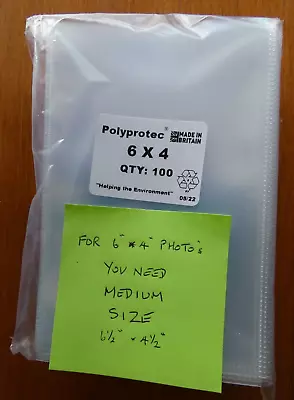 Polyprotec® MADE IN BRITAIN
6 X 4
QTY: 100
"Helping the Environment"
08/22
FOR 6" * 4" PHOTO'S
YOU NEED
MEDIUM
SIZE
6½" * 4½"